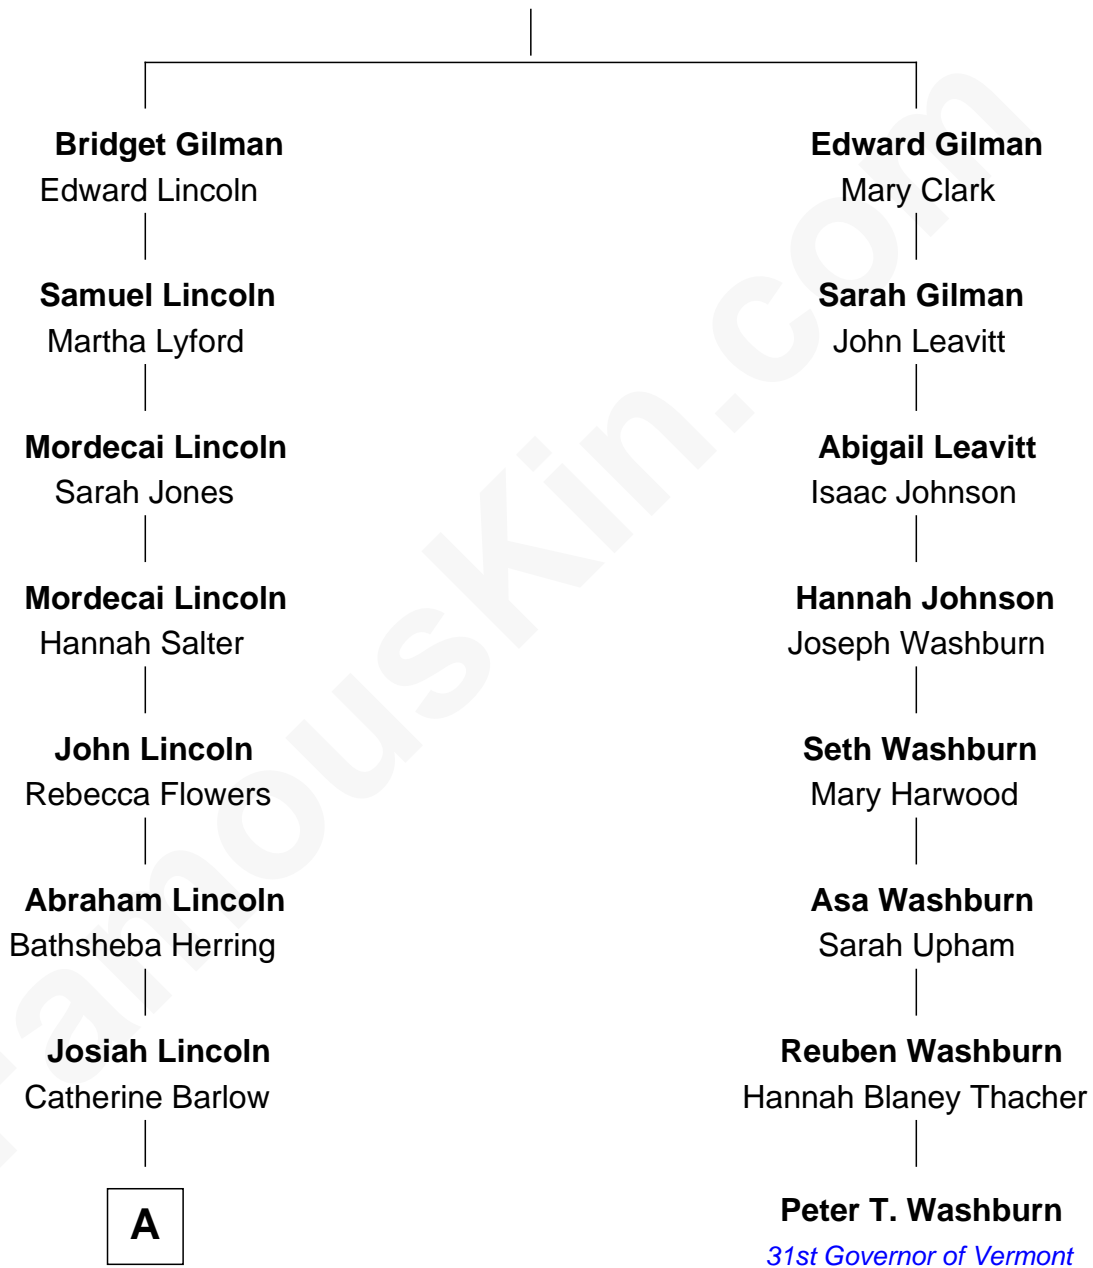 Bridget Gilman
Edward Lincoln
Samuel Lincoln
Martha Lyford
Mordecai Lincoln
Sarah Jones
Mordecai Lincoln
Hannah Salter
John Lincoln
Rebecca Flowers
Abraham Lincoln
Bathsheba Herring
Josiah Lincoln
Catherine Barlow
A
Edward Gilman
Mary Clark
Sarah Gilman
John Leavitt
Abigail Leavitt
Isaac Johnson
Hannah Johnson
Joseph Washburn
Seth Washburn
Mary Harwood
Asa Washburn
Sarah Upham
Reuben Washburn
Hannah Blaney Thacher
Peter T. Washburn
31st Governor of Vermont
FamousKin.com